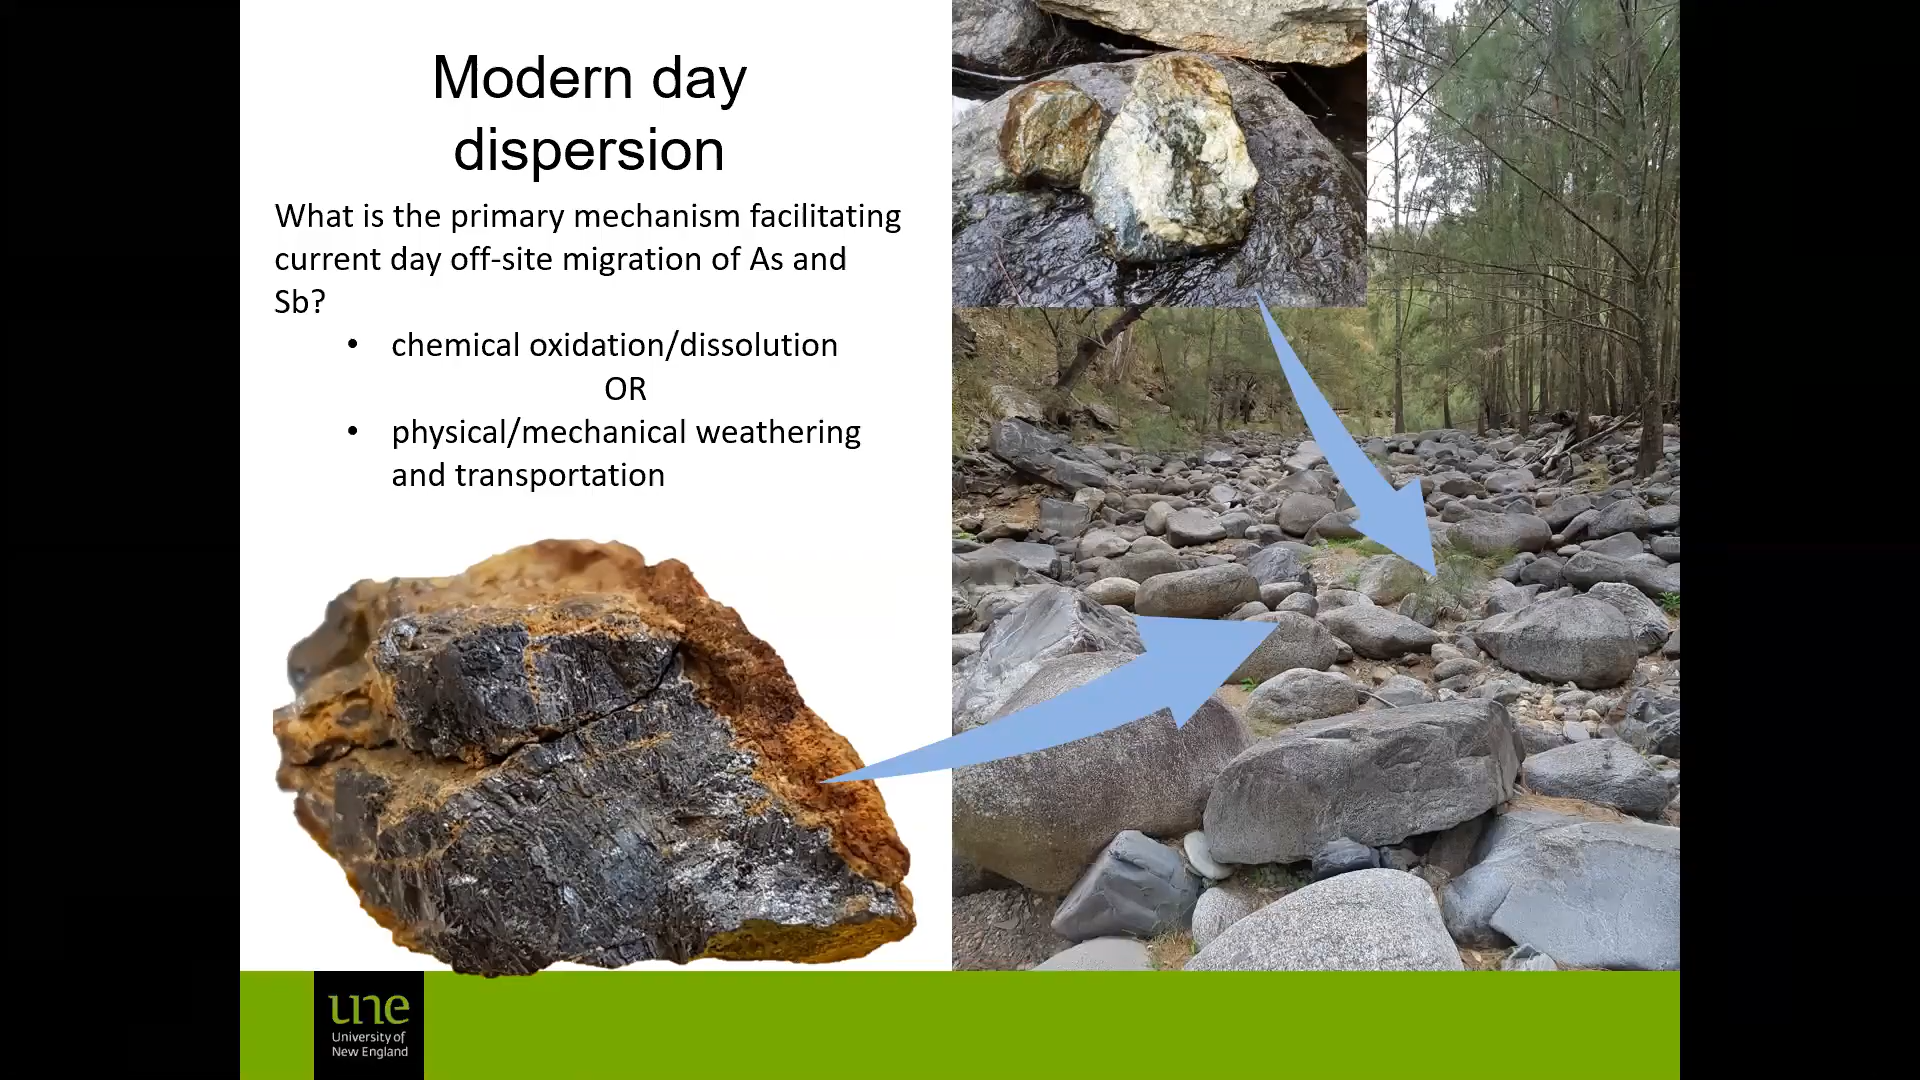 Modern day
dispersion
What is the primary mechanism facilitating
current day off-site migration of As and
Sb?
• chemical oxidation/dissolution
OR
• physical/mechanical weathering
and transportation
une
University of
New England